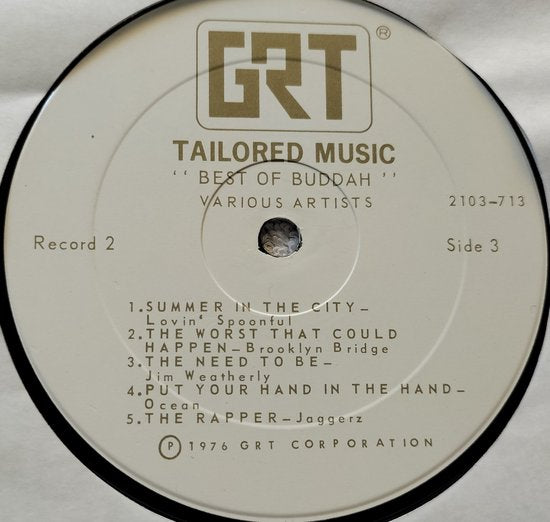 GRT ®
TAILORED MUSIC
‘‘ BEST OF BUDDAH ’’
VARIOUS ARTISTS
2103-713
Record 2
Side 3
1.SUMMER IN THE CITY–
Lovin' Spoonful
2.THE WORST THAT COULD
HAPPEN–Brooklyn Bridge
3.THE NEED TO BE–
Jim Weatherly
4.PUT YOUR HAND IN THE HAND–
Ocean
5.THE RAPPER–Jaggerz
Ⓟ 1976 GRT CORPORATION